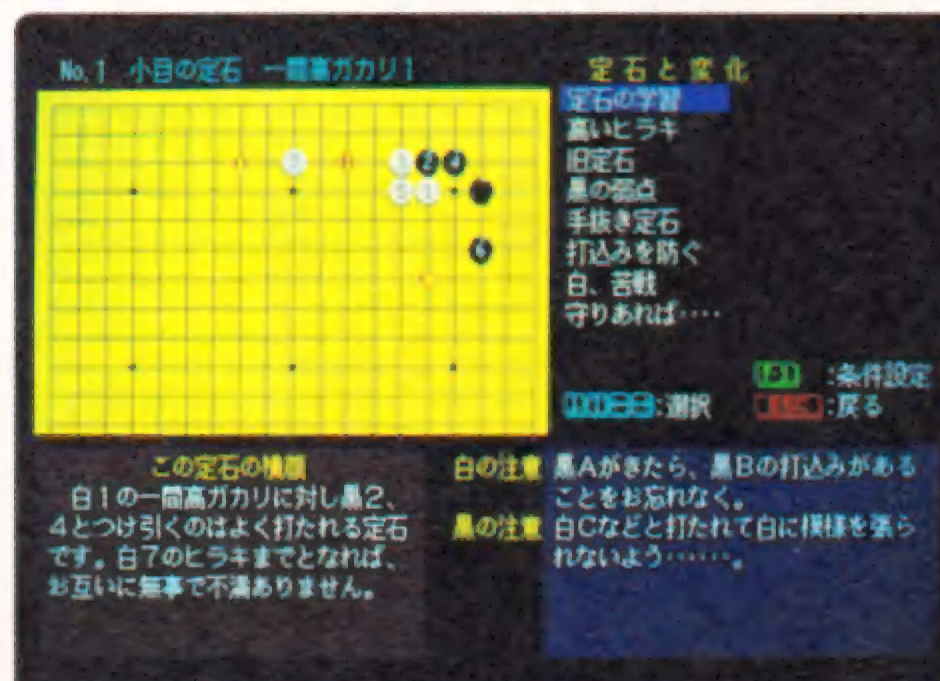 No.1 小目の定石 一間高ガカリ1
定石と変化
定石の学習
高いヒラキ
旧定石
黒の弱点
手抜き定石
打込みを防ぐ
白、苦戦
守りあれば‥‥
:条件設定
:選択
:戻る
2
4
6
この定石の横顔
白1の一間高ガカリに対し黒2、
4とつけ引くのはよく打たれる定石
です。白7のヒラキまでとなれば、
お互いに無事で不満ありません。
白の注意 黒Aがきたら、黒Bの打込みがある
ことをお忘れなく。
黒の注意 白Cなどと打たれて白に模様を張ら
れないよう‥‥‥。